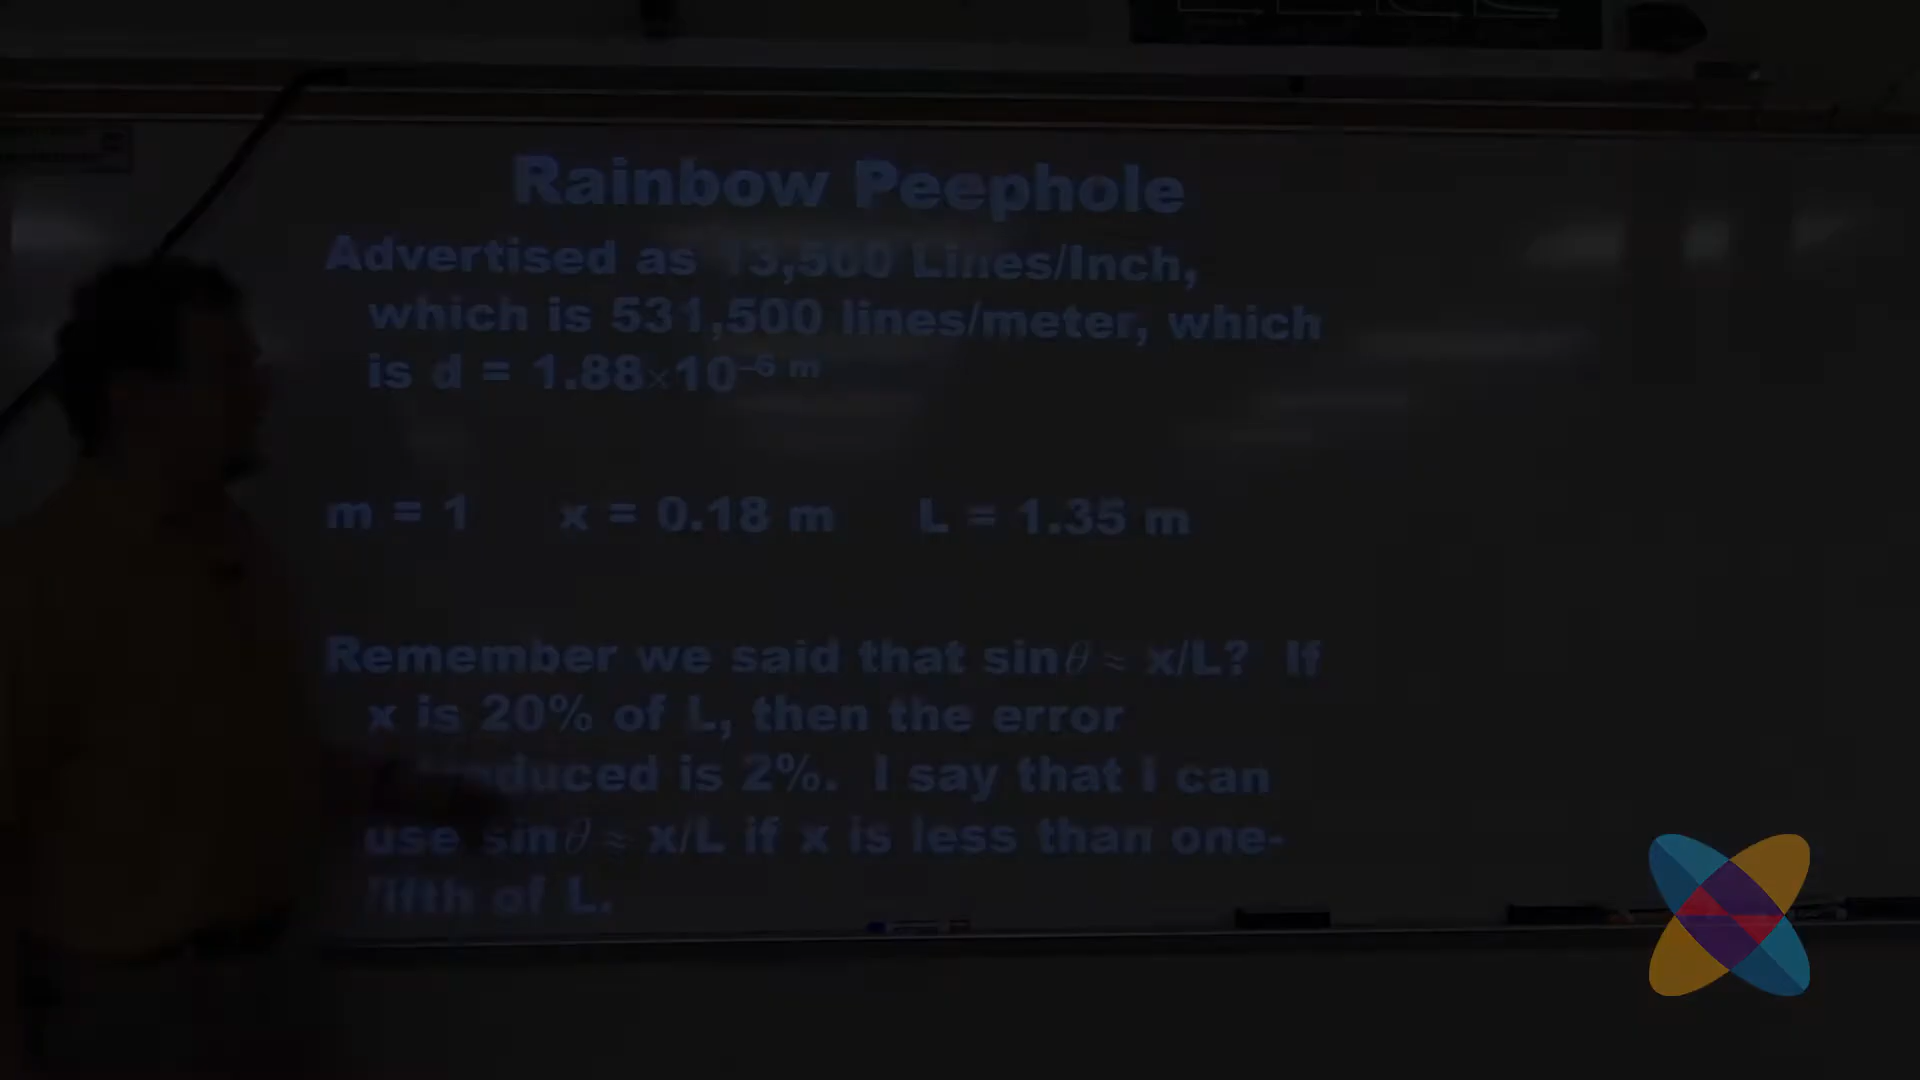 Rainbow Peephole
Advertised as 13,500 Lines/Inch,
which is 531,500 lines/meter, which
is d = 1.88×10⁻⁶ ᵐ
m = 1 x = 0.18 m L = 1.35 m
Remember we said that sinθ ≈ x/L? If
x is 20% of L, then the error
is 2%. I say that I can
use sinθ ≈ x/L if x is less than one-
fifth of L.